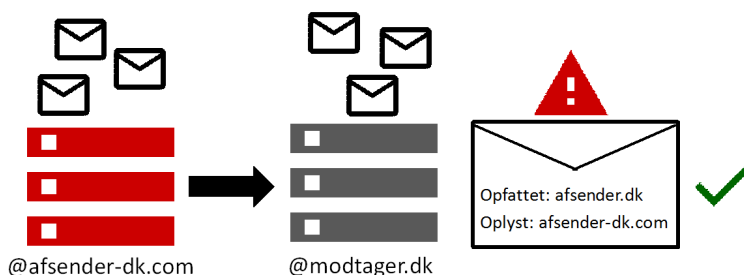 Opfattet: afsender.dk
Oplyst: afsender-dk.com
@afsender-dk.com
@modtager.dk